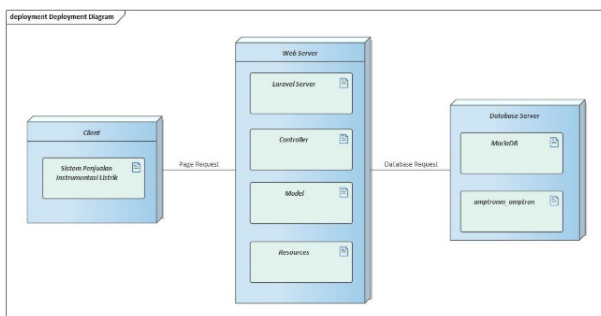 deployment Deployment Diagram
Client
Sistem Penjualan
Instrumentasi Listrik
Page Request
Web Server
Laravel Server
Controller
Model
Resources
Database Request
Database Server
MariaDB